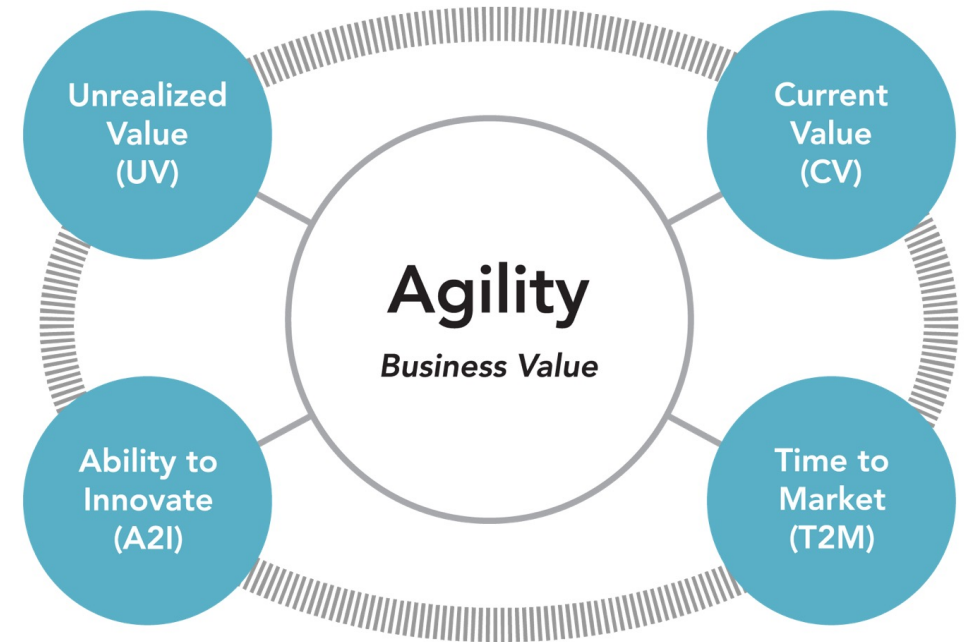 Unrealized
Value
(UV)
Current
Value
(CV)
Agility
Business Value
Ability to
Innovate
(A2I)
Time to
Market
(T2M)